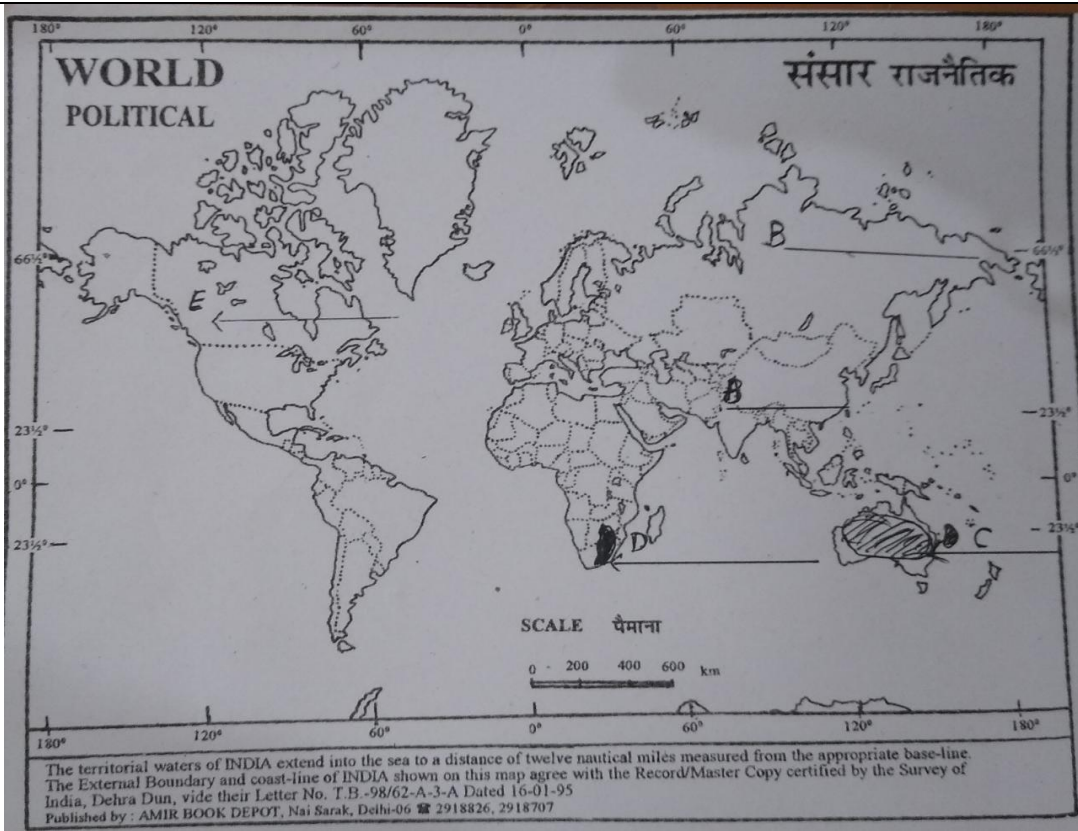 180° 120° 60° 0° 60° 120° 180°
WORLD
POLITICAL
संसार राजनैतिक
B
66½° 66½°
E
B
23½° 23½°
0° 0°
23½° 23½°
D C
SCALE पैमाना
0 200 400 600 km
180° 120° 60° 0° 60° 120° 180°
The territorial waters of INDIA extend into the sea to a distance of twelve nautical miles measured from the appropriate base-line.
The External Boundary and coast-line of INDIA shown on this map agree with the Record/Master Copy certified by the Survey of
India, Dehra Dun, vide their Letter No. T.B.-98/62-A-3-A Dated 16-01-95
Published by : AMIR BOOK DEPOT, Nai Sarak, Delhi-06 ☎ 2918826, 2918707